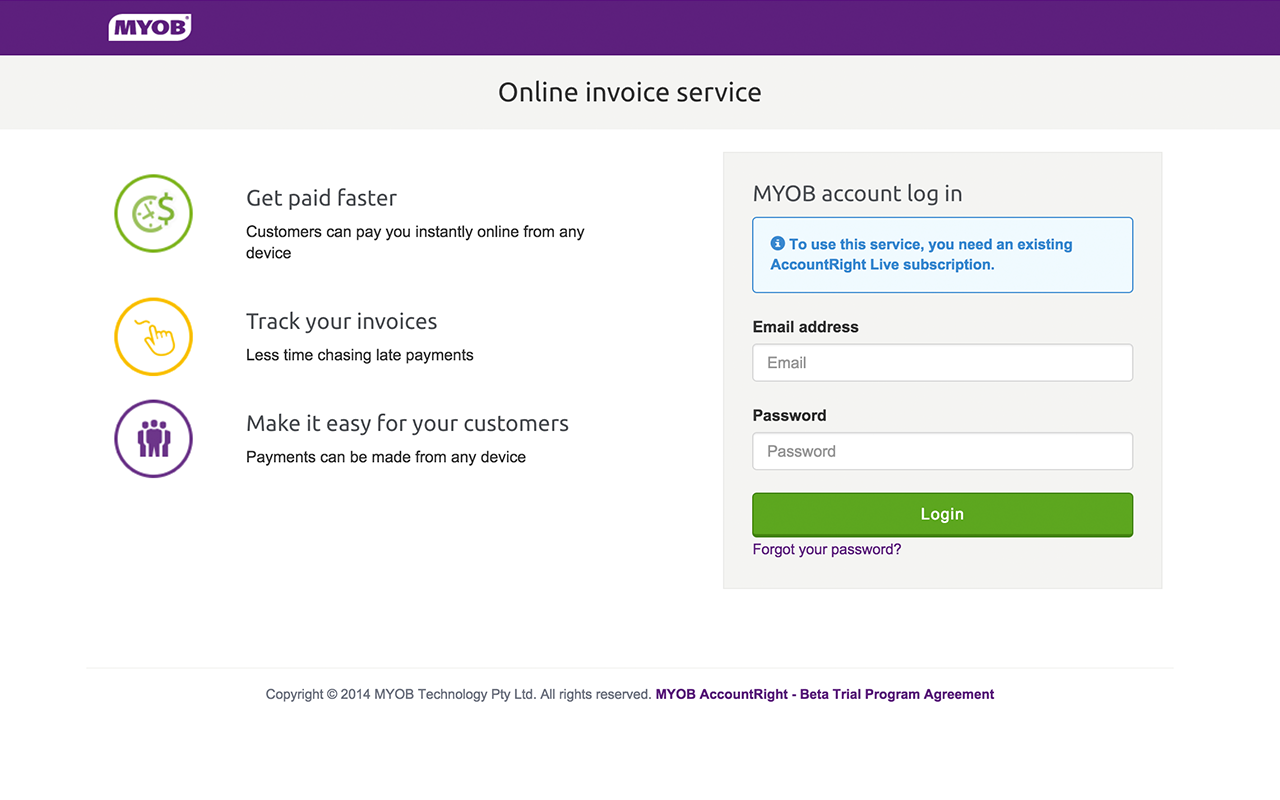 MYOB
Online invoice service
Get paid faster
Customers can pay you instantly online from any
device
Track your invoices
Less time chasing late payments
Make it easy for your customers
Payments can be made from any device
MYOB account log in
To use this service, you need an existing
AccountRight Live subscription.
Email address
Email
Password
Password
Login
Forgot your password?
Copyright © 2014 MYOB Technology Pty Ltd. All rights reserved. MYOB AccountRight - Beta Trial Program Agreement